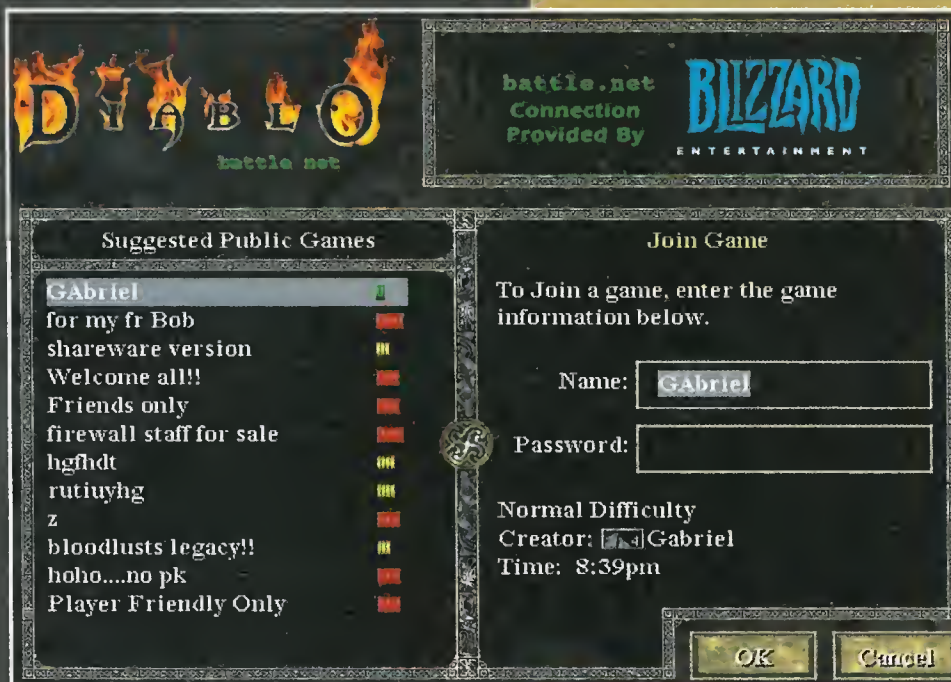 DIABLO
battle net
battle.net
Connection
Provided By
BLIZZARD
ENTERTAINMENT
Suggested Public Games
GAbriel
for my fr Bob
shareware version
Welcome all!!
Friends only
firewall staff for sale
hgfhdt
rutiuyhg
z
bloodlusts legacy!!
hoho....no pk
Player Friendly Only
Join Game
To Join a game, enter the game
information below.
Name: GAbriel
Password:
Normal Difficulty
Creator: Gabriel
Time: 8:39pm
OK Cancel